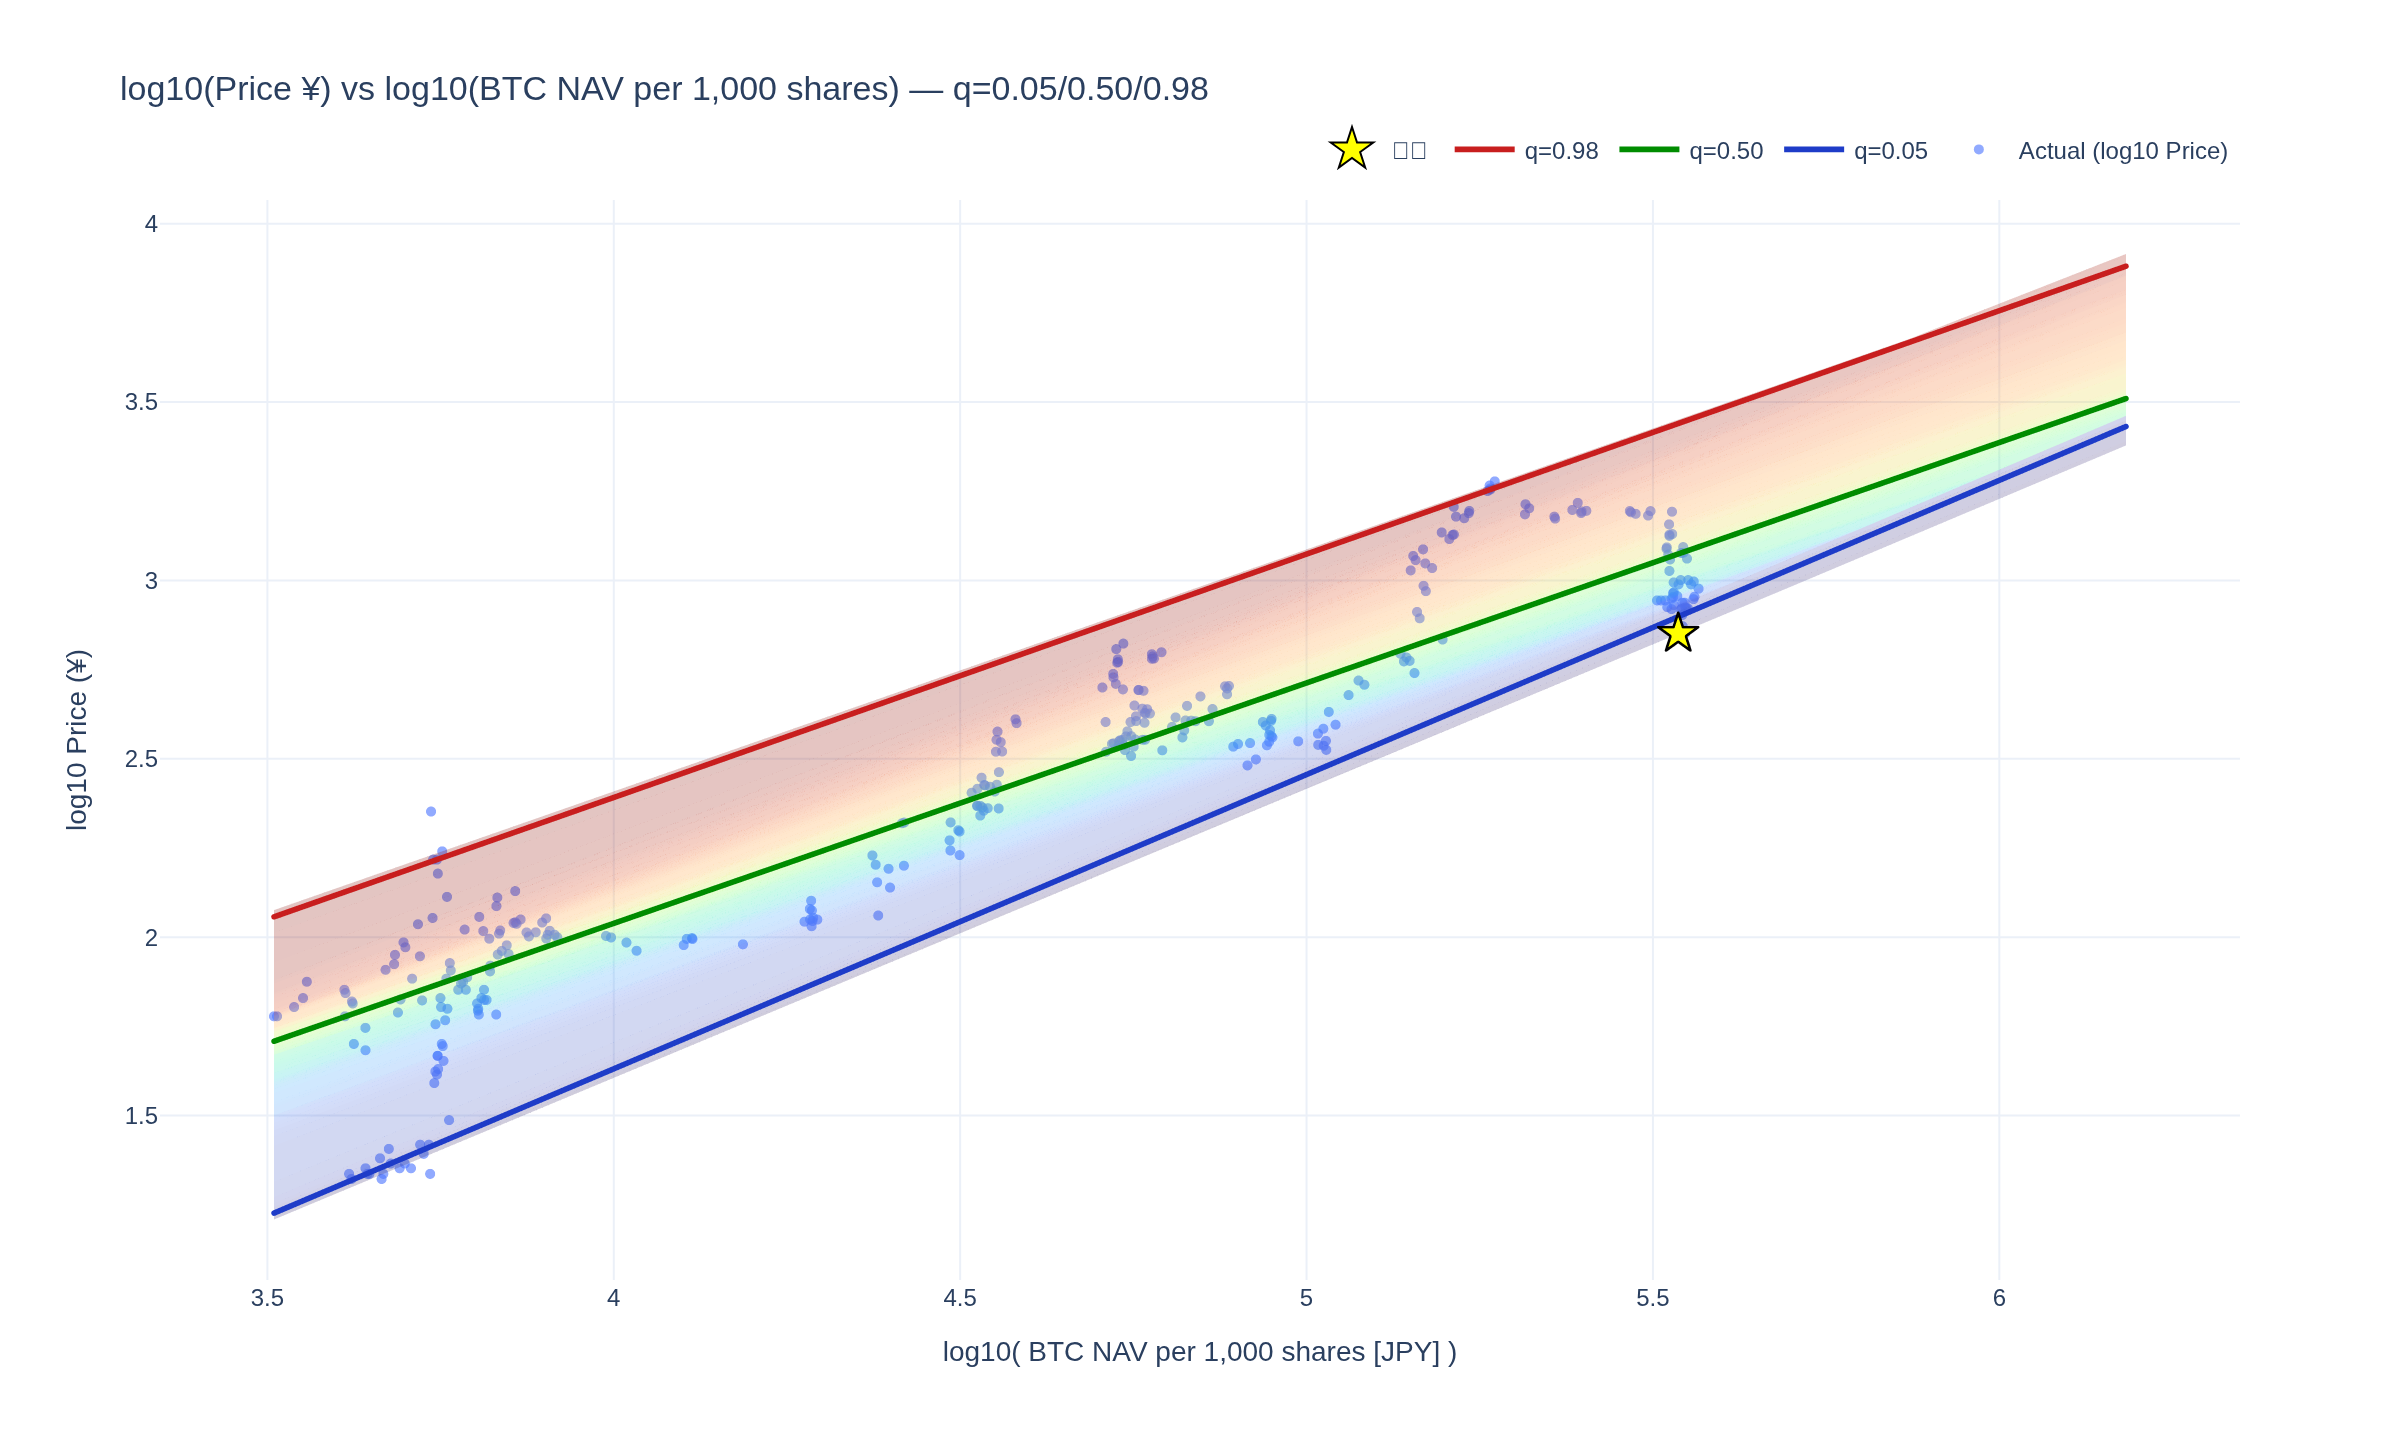 log10(Price ¥) vs log10(BTC NAV per 1,000 shares) — q=0.05/0.50/0.98
q=0.98 q=0.50 q=0.05 Actual (log10 Price)
4
3.5
3
2.5
2
1.5
log10 Price (¥)
3.5 4 4.5 5 5.5 6
log10( BTC NAV per 1,000 shares [JPY] )